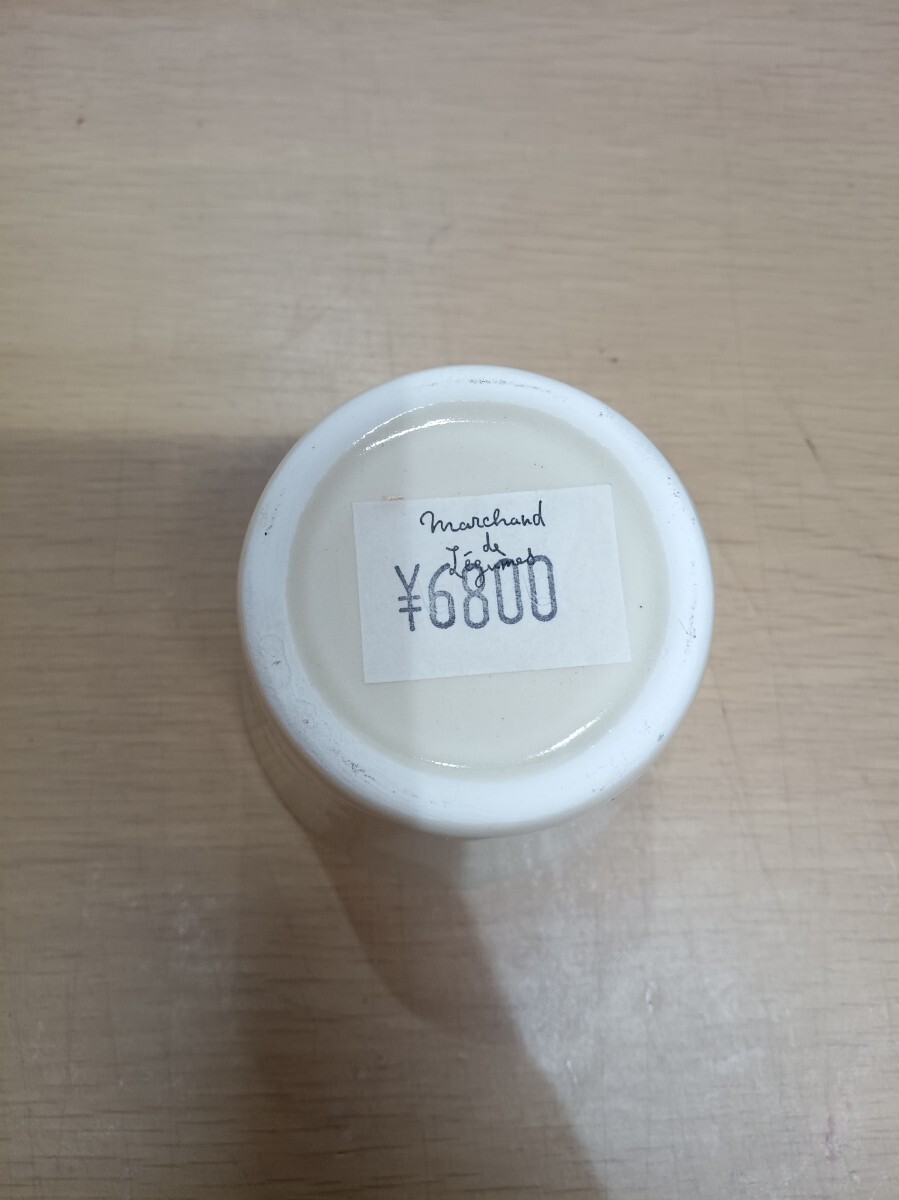 Marchand
de
Légumes
¥6800